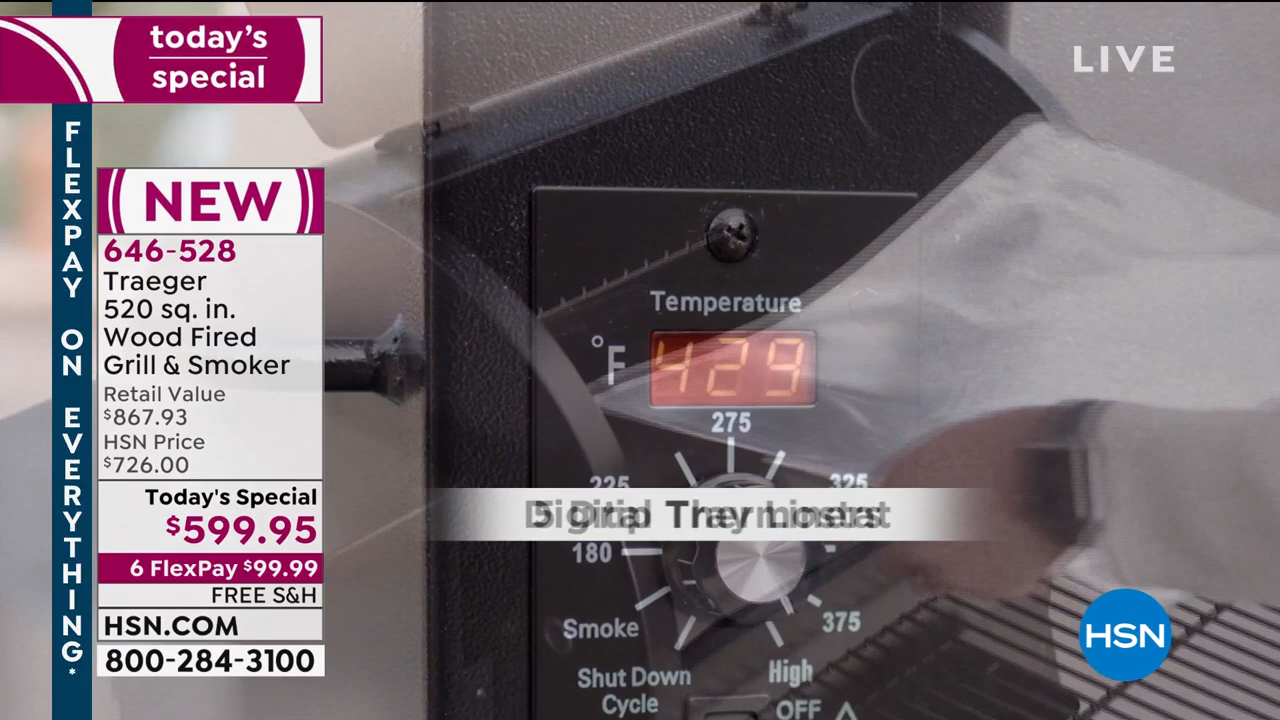 today's
special
LIVE
FLEXPAY ON EVERYTHING*
NEW
646-528
Traeger
520 sq. in.
Wood Fired
Grill & Smoker
Retail Value
$867.93
HSN Price
$726.00
Today's Special
$599.95
6 FlexPay $99.99
FREE S&H
HSN.COM
800-284-3100
Temperature
°F 429
275
225
325
180
375
Smoke
High
Shut Down
Cycle
OFF
HSN